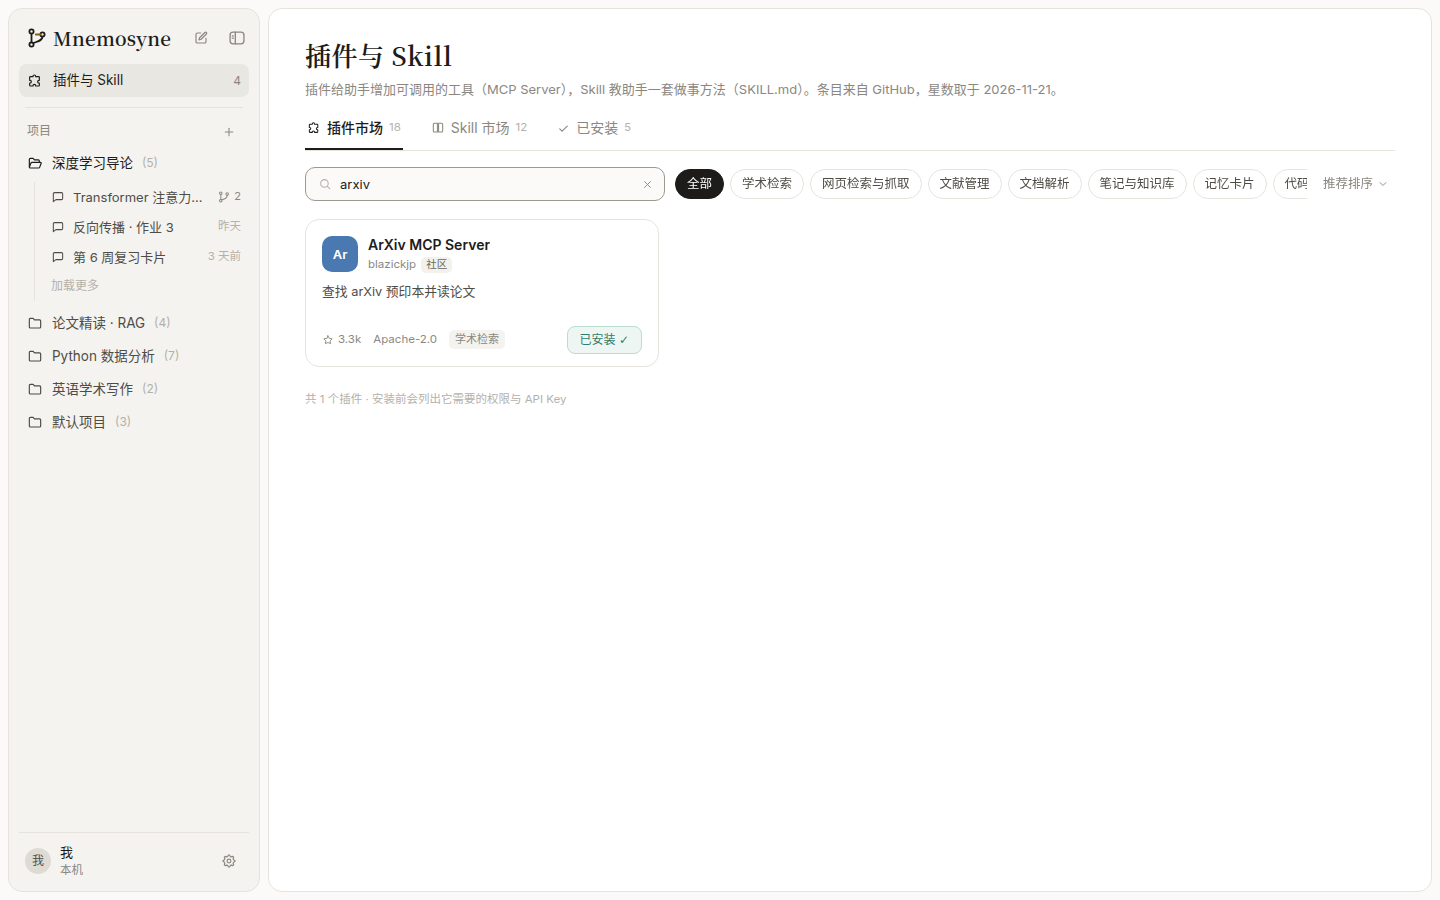 Mnemosyne
插件与 Skill 4
项目
深度学习导论 (5)
Transformer 注意力... 2
反向传播 · 作业 3 昨天
第 6 周复习卡片 3 天前
加载更多
论文精读 · RAG (4)
Python 数据分析 (7)
英语学术写作 (2)
默认项目 (3)
我 我
本机
插件与 Skill
插件给助手增加可调用的工具（MCP Server），Skill 教助手一套做事方法（SKILL.md）。条目来自 GitHub，星数取于 2026-11-21。
插件市场 18 Skill 市场 12 已安装 5
arxiv 全部 学术检索 网页检索与抓取 文献管理 文档解析 笔记与知识库 记忆卡片 代码 推荐排序
Ar ArXiv MCP Server
blazickjp 社区
查找 arXiv 预印本并读论文
3.3k Apache-2.0 学术检索 已安装 ✓
共 1 个插件 · 安装前会列出它需要的权限与 API Key